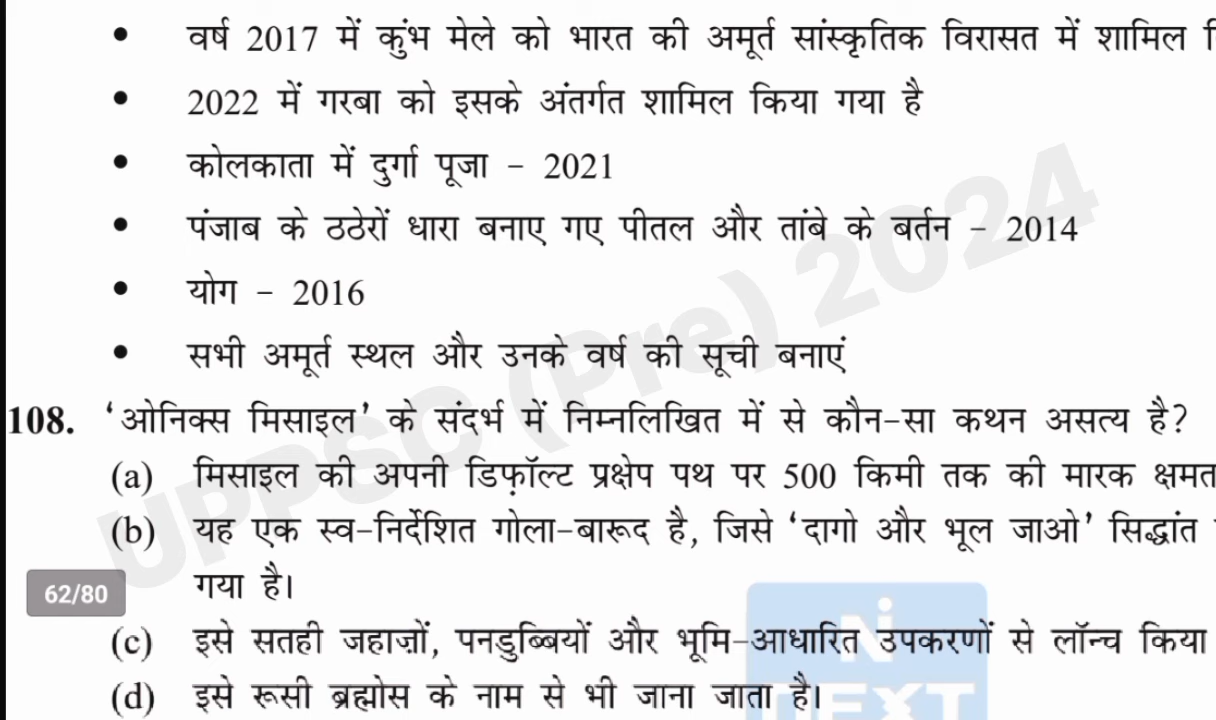 • वर्ष 2017 में कुंभ मेले को भारत की अमूर्त सांस्कृतिक विरासत में शामिल
• 2022 में गरबा को इसके अंतर्गत शामिल किया गया है
• कोलकाता में दुर्गा पूजा - 2021
• पंजाब के ठठेरों धारा बनाए गए पीतल और तांबे के बर्तन - 2014
• योग - 2016
• सभी अमूर्त स्थल और उनके वर्ष की सूची बनाएं
108. 'ओनिक्स मिसाइल' के संदर्भ में निम्नलिखित में से कौन-सा कथन असत्य है?
(a) मिसाइल की अपनी डिफ़ॉल्ट प्रक्षेप पथ पर 500 किमी तक की मारक
(b) यह एक स्व-निर्देशित गोला-बारूद है, जिसे 'दागो और भूल जाओ' सिद्धांत
गया है।
62/80
(c) इसे सतही जहाज़ों, पनडुब्बियों और भूमि-आधारित उपकरणों से लॉन्च किया
(d) इसे रूसी ब्रह्मोस के नाम से भी जाना जाता है।
UPPSC (Pre) 2024
NEXT